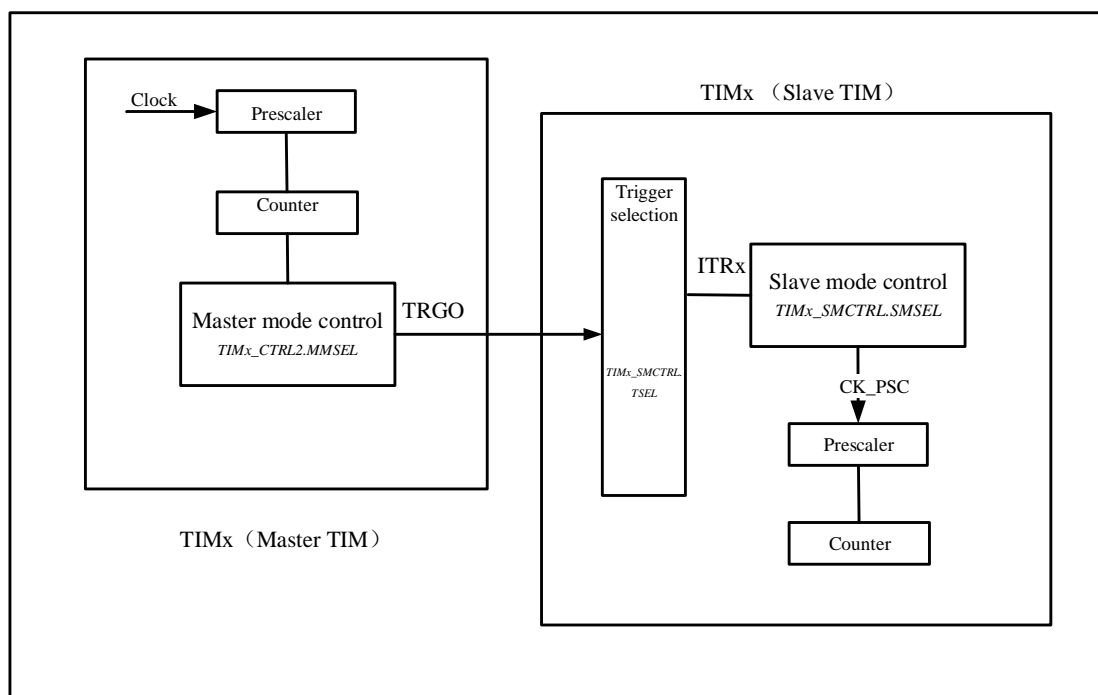 Clock
Prescaler
Counter
Master mode control
TIMx_CTRL2.MMSEL
TRGO
TIMx（Master TIM）
TIMx （Slave TIM）
Trigger
selection
TIMx_SMCTRL.
TSEL
ITRx
Slave mode control
TIMx_SMCTRL.SMSEL
CK_PSC
Prescaler
Counter